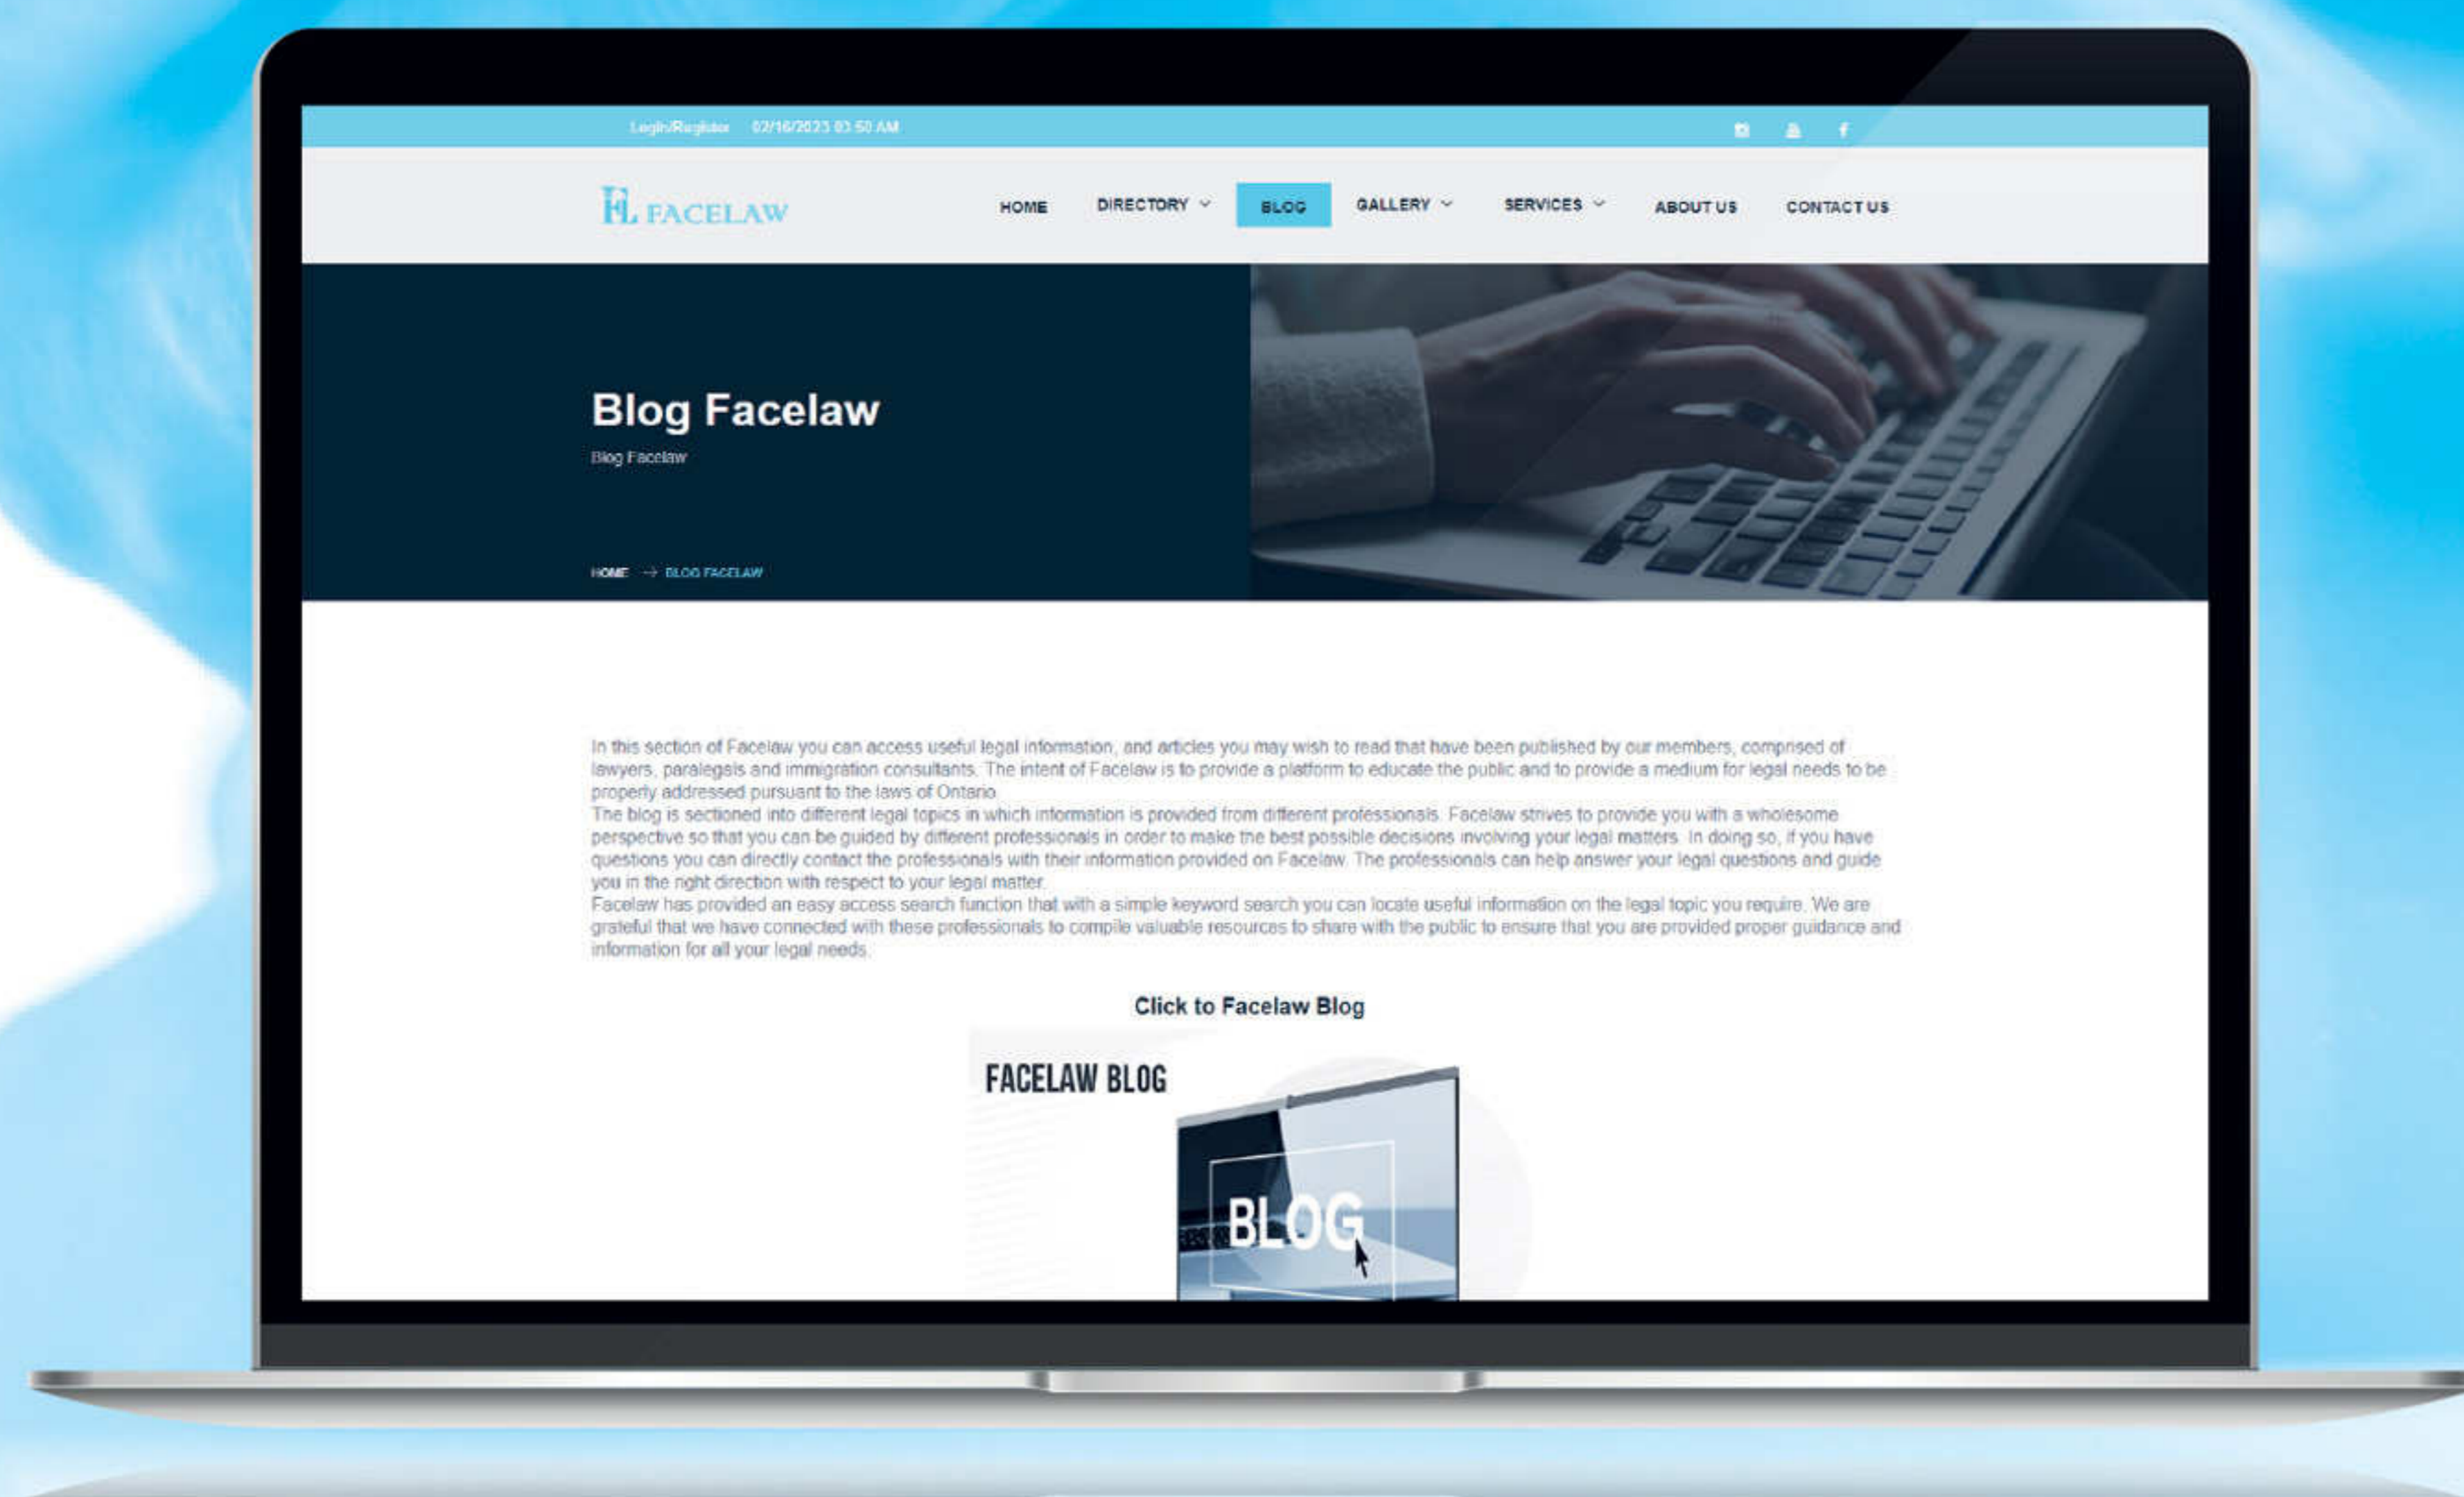 Login/Register 02/16/2023 03:50 AM
FL FACELAW
HOME DIRECTORY BLOG GALLERY SERVICES ABOUT US CONTACT US
Blog Facelaw
Blog Facelaw
HOME → BLOG FACELAW
In this section of Facelaw you can access useful legal information, and articles you may wish to read that have been published by our members, comprised of
lawyers, paralegals and immigration consultants. The intent of Facelaw is to provide a platform to educate the public and to provide a medium for legal needs to be
properly addressed pursuant to the laws of Ontario.
The blog is sectioned into different legal topics in which information is provided from different professionals. Facelaw strives to provide you with a wholesome
perspective so that you can be guided by different professionals in order to make the best possible decisions involving your legal matters. In doing so, if you have
questions you can directly contact the professionals with their information provided on Facelaw. The professionals can help answer your legal questions and guide
you in the right direction with respect to your legal matter.
Facelaw has provided an easy access search function that with a simple keyword search you can locate useful information on the legal topic you require. We are
grateful that we have connected with these professionals to compile valuable resources to share with the public to ensure that you are provided proper guidance and
information for all your legal needs.
Click to Facelaw Blog
FACELAW BLOG
BLOG